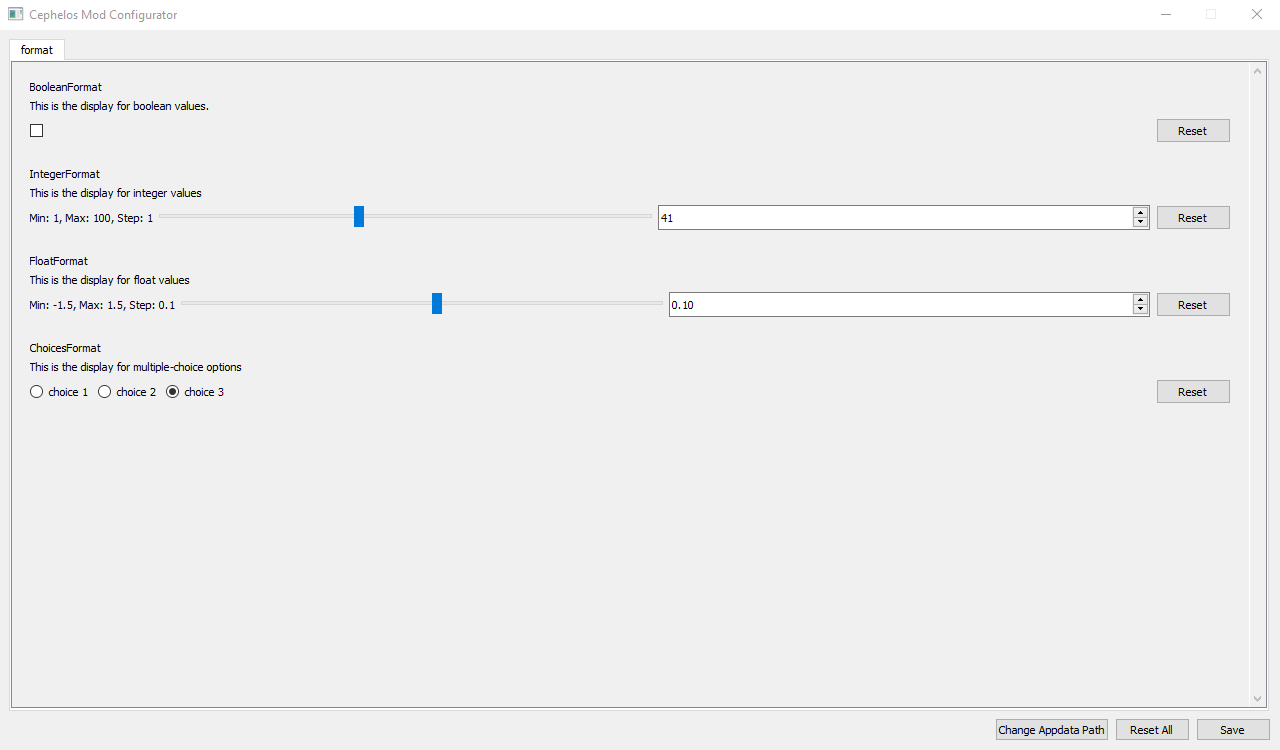 Cephelos Mod Configurator
format
BooleanFormat
This is the display for boolean values.
Reset
IntegerFormat
This is the display for integer values
Min: 1, Max: 100, Step: 1 41 Reset
FloatFormat
This is the display for float values
Min: -1.5, Max: 1.5, Step: 0.1 0.10 Reset
ChoicesFormat
This is the display for multiple-choice options
choice 1 choice 2 choice 3 Reset
Change Appdata Path Reset All Save